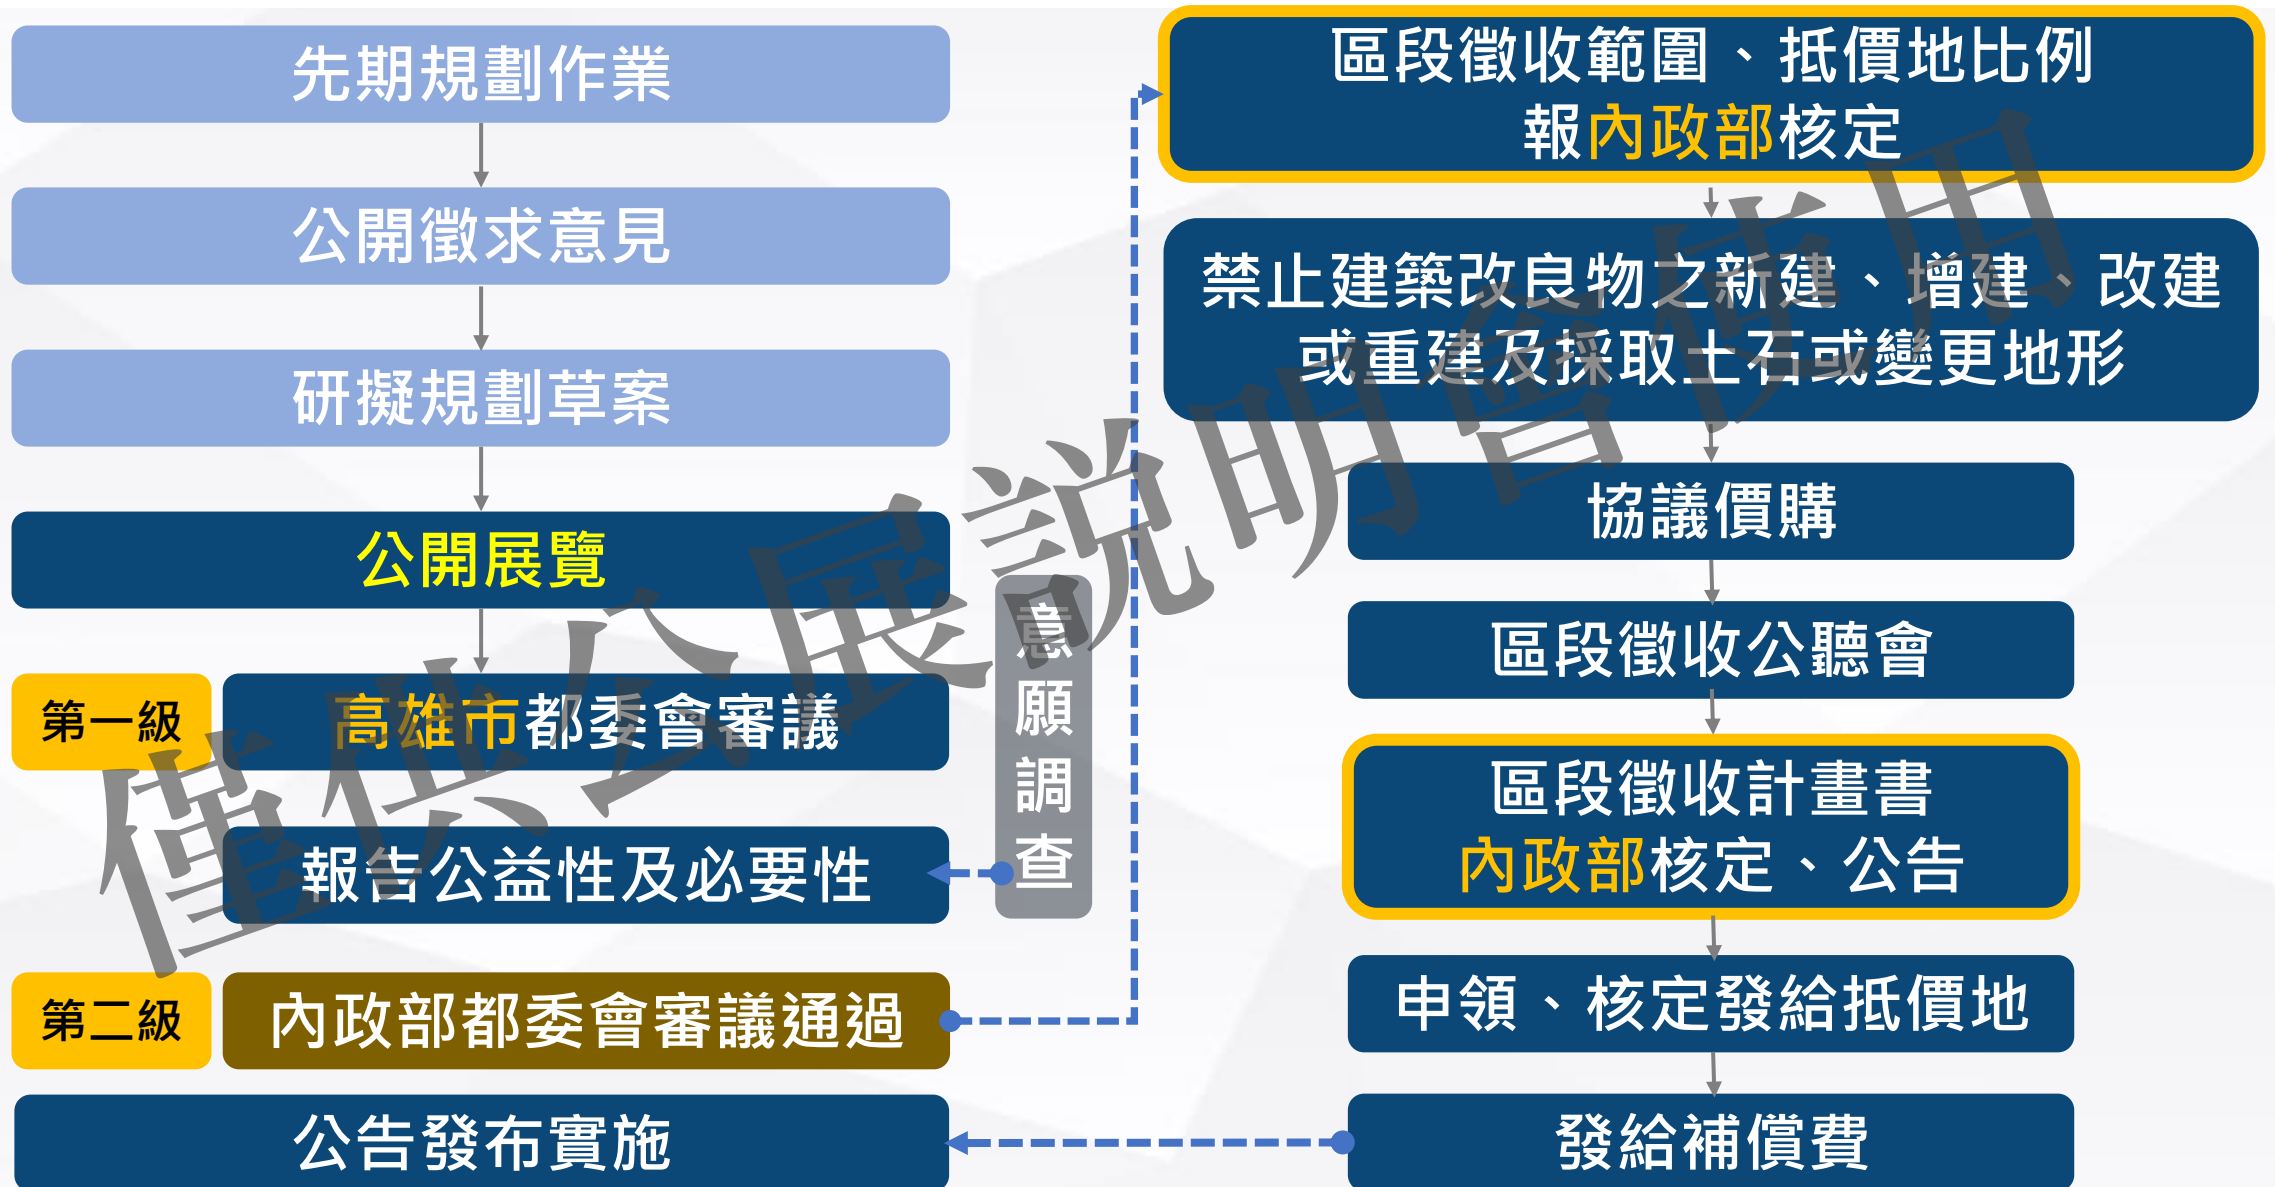 先期規劃作業
公開徵求意見
研擬規劃草案
公開展覽
第一級
高雄市都委會審議
報告公益性及必要性
意願調查
第二級
內政部都委會審議通過
公告發布實施
區段徵收範圍、抵價地比例
報內政部核定
禁止建築改良物之新建、增建、改建
或重建及採取土石或變更地形
協議價購
區段徵收公聽會
區段徵收計畫書
內政部核定、公告
申領、核定發給抵價地
發給補償費
僅供公展説明會使用